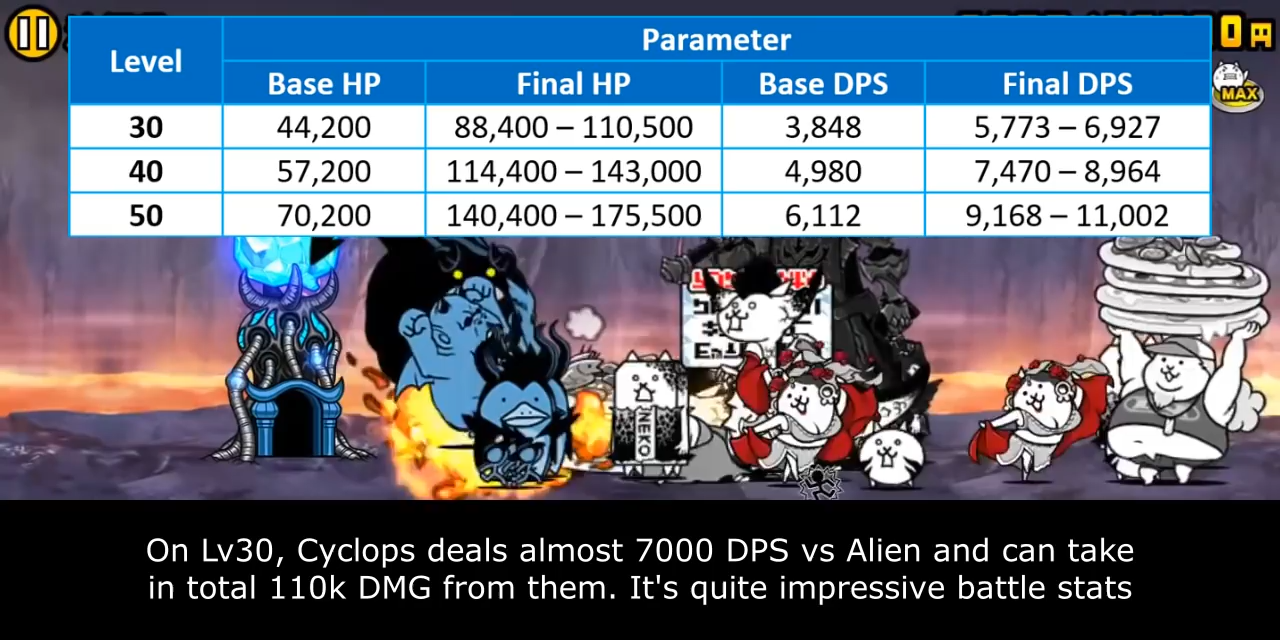 Parameter
Level
Base HP Final HP Base DPS Final DPS
30 44,200 88,400 – 110,500 3,848 5,773 – 6,927
40 57,200 114,400 – 143,000 4,980 7,470 – 8,964
50 70,200 140,400 – 175,500 6,112 9,168 – 11,002
MAX
NEKO
On Lv30, Cyclops deals almost 7000 DPS vs Alien and can take
in total 110k DMG from them. It's quite impressive battle stats